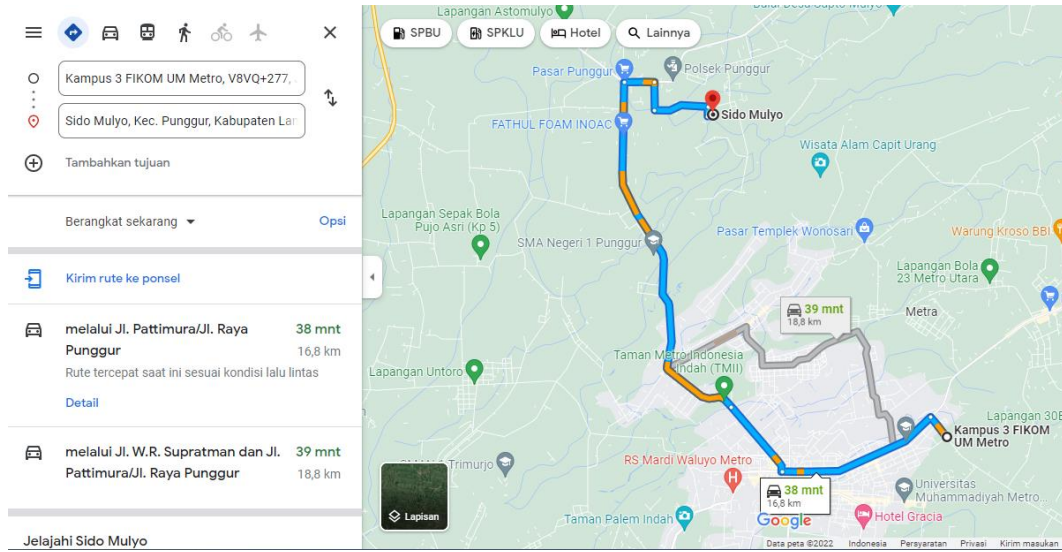 Kampus 3 FIKOM UM Metro, V8VQ+277,
Sido Mulyo, Kec. Punggur, Kabupaten Lar
Tambahkan tujuan
Berangkat sekarang
Opsi
Kirim rute ke ponsel
melalui Jl. Pattimura/Jl. Raya
Punggur
38 mnt
16,8 km
Rute tercepat saat ini sesuai kondisi lalu lintas
Detail
melalui Jl. W.R. Supratman dan Jl.
Pattimura/Jl. Raya Punggur
39 mnt
18,8 km
Jelajahi Sido Mulyo
Lapangan Astomulyo
SPBU
SPKLU
Hotel
Lainnya
Pasar Punggur
Polsek Punggur
Sido Mulyo
FATHUL FOAM INOAC
Wisata Alam Capit Urang
Lapangan Sepak Bola
Pujo Asri (Kp 5)
SMA Negeri 1 Punggur
Pasar Templek Wonosari
Warung Kroso BBI
Lapangan Bola
23 Metro Utara
39 mnt
18,8 km
Metra
Taman Metro Indonesia
Indah (TMII)
Lapangan Untoro
Lapangan 30B
Kampus 3 FIKOM
UM Metro
Trimurjo
RS Mardi Waluyo Metro
38 mnt
16,8 km
Universitas
Muhammadiyah Metro...
Lapisan
Taman Palem Indah
Google
Hotel Gracia
Data peta ©2022
Indonesia
Persyaratan
Privasi
Kirim masukan